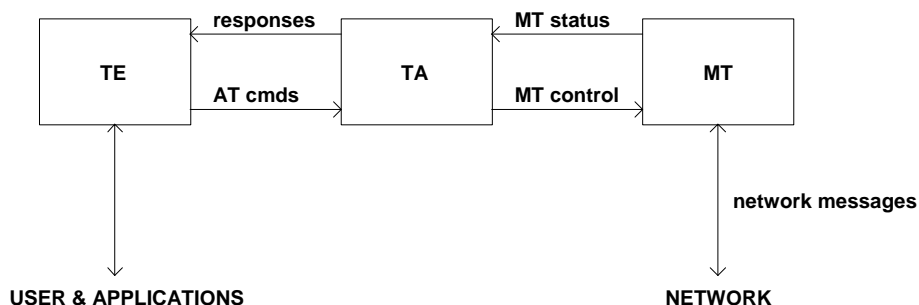 responses
MT status
TE
TA
MT
AT cmds
MT control
network messages
USER & APPLICATIONS
NETWORK